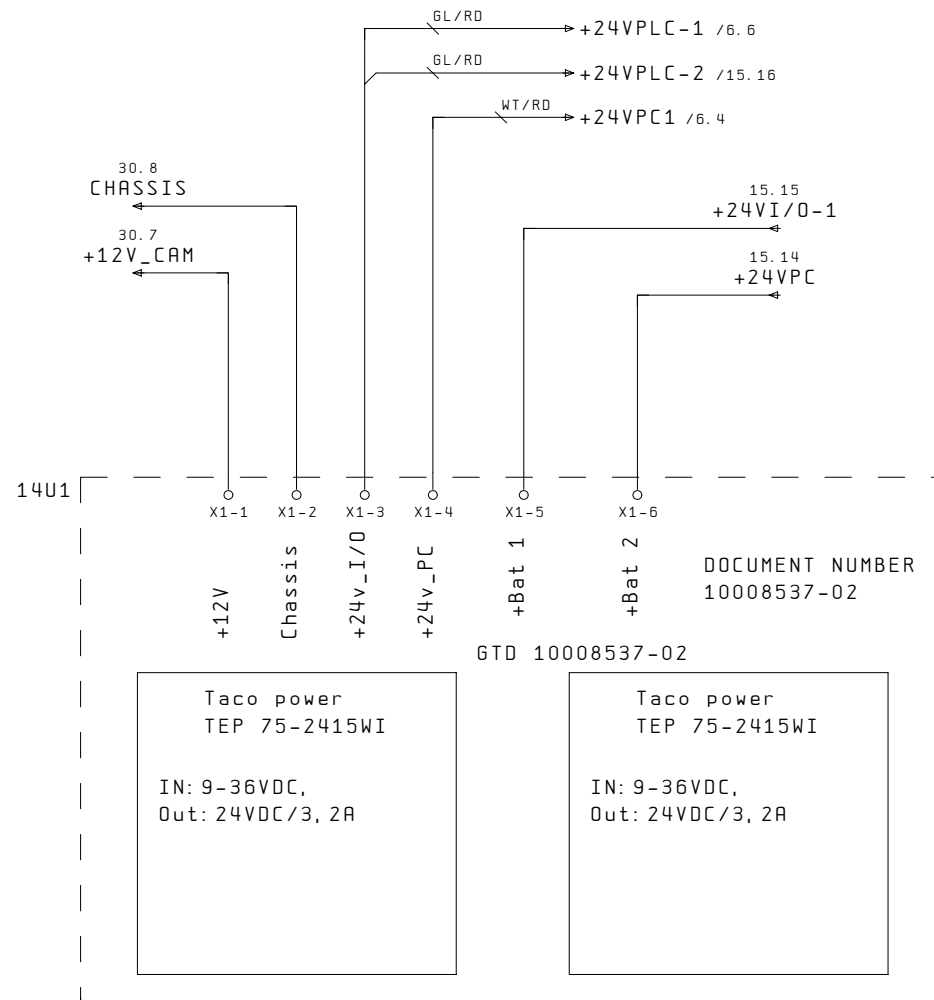 GL/RD
+24VPLC-1 /6.6
GL/RD
+24VPLC-2 /15.16
WT/RD
+24VPC1 /6.4
30.8
CHASSIS
15.15
+24VI/O-1
30.7
+12V_CAM
15.14
+24VPC
14U1
X1-1 X1-2 X1-3 X1-4 X1-5 X1-6
+12V
Chassis
+24v_I/O
+24v_PC
+Bat 1
+Bat 2
DOCUMENT NUMBER
10008537-02
GTD 10008537-02
Taco power
TEP 75-2415WI
IN: 9-36VDC,
Out: 24VDC/3,2A
Taco power
TEP 75-2415WI
IN: 9-36VDC,
Out: 24VDC/3,2A